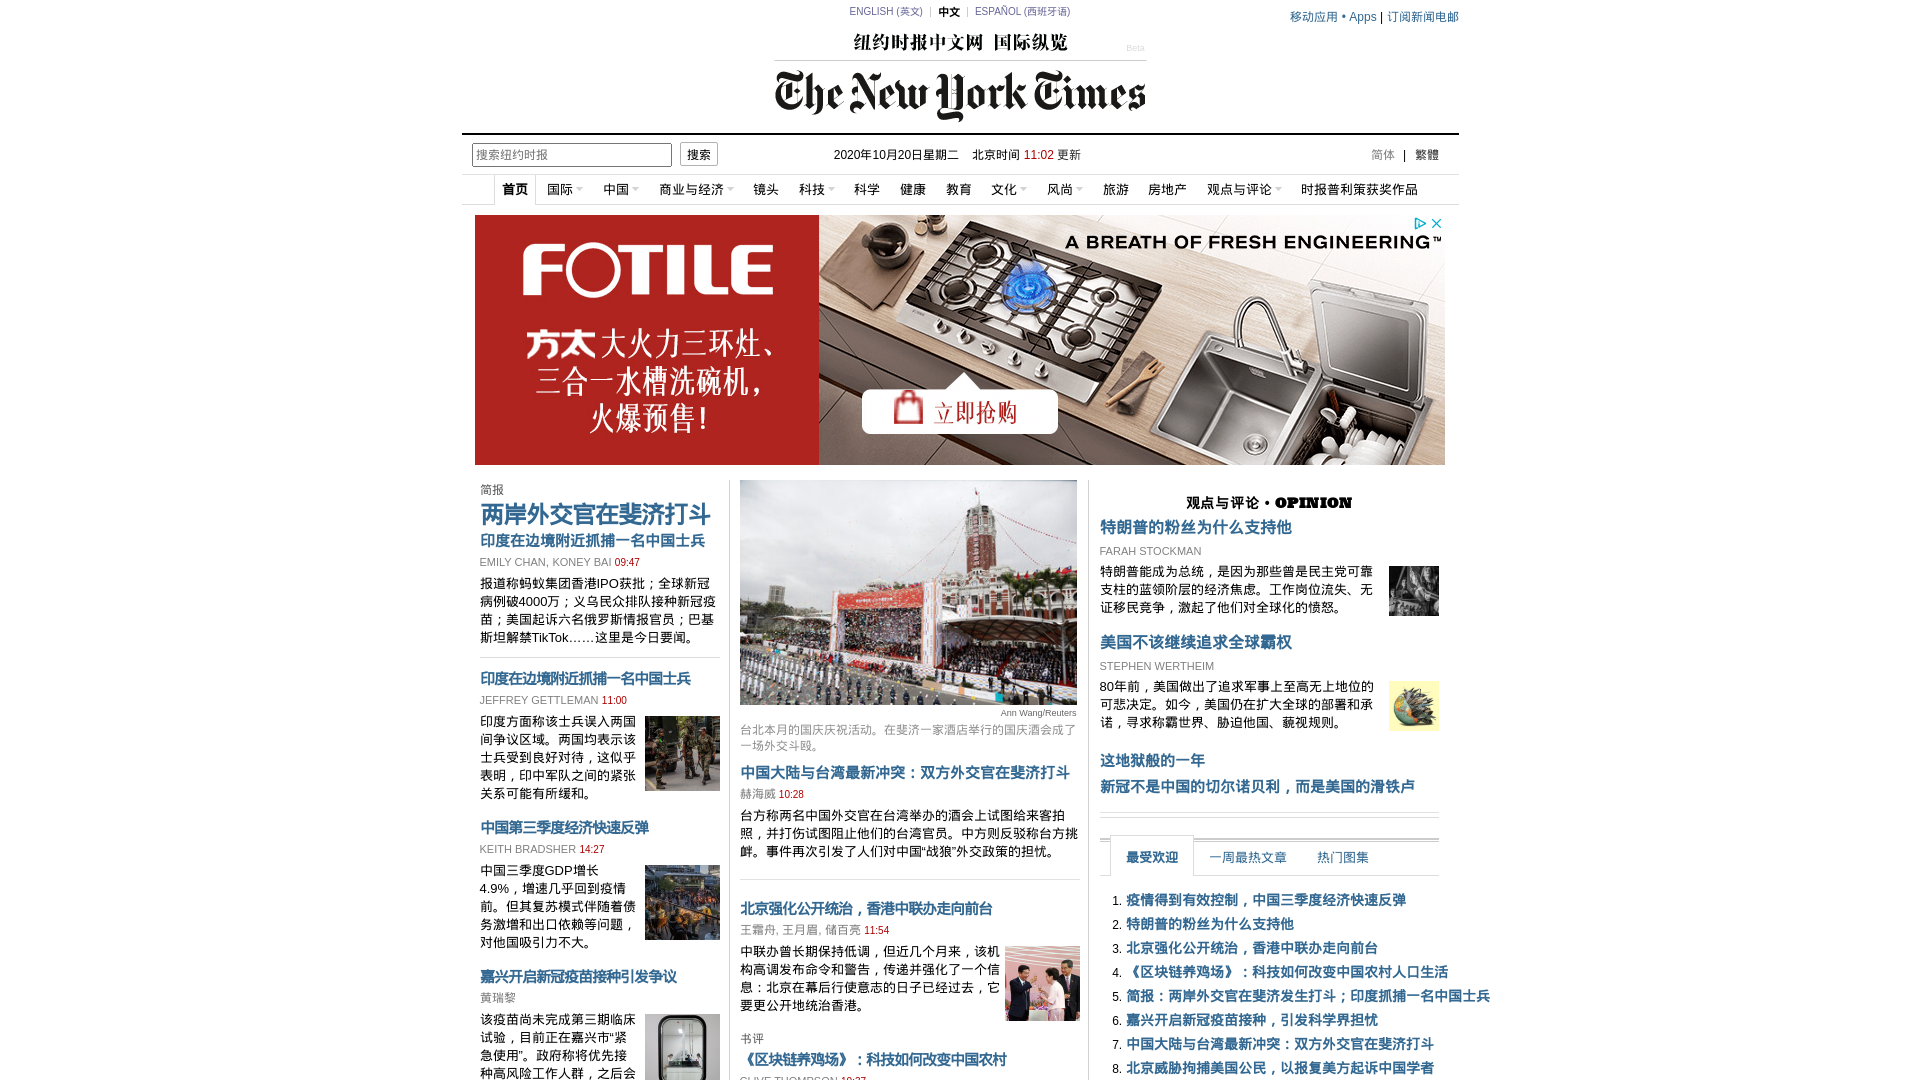 ENGLISH (英文) 中文 ESPAÑOL (西班牙语)
移动应用 • Apps | 订阅新闻电邮
纽约时报中文网 国际纵览
Beta
The New York Times
搜索纽约时报 搜索
2020年10月20日星期二 北京时间 11:02 更新
简体 | 繁體
首页 国际 中国 商业与经济 镜头 科技 科学 健康 教育 文化 风尚 旅游 房地产 观点与评论 时报普利策获奖作品
FOTILE
方太大火力三环灶、
三合一水槽洗碗机，
火爆预售！
A BREATH OF FRESH ENGINEERING™
立即抢购
简报
两岸外交官在斐济打斗
印度在边境附近抓捕一名中国士兵
EMILY CHAN, KONEY BAI 09:47
报道称蚂蚁集团香港IPO获批；全球新冠
病例破4000万；义乌民众排队接种新冠疫
苗；美国起诉六名俄罗斯情报官员；巴基
斯坦解禁TikTok……这里是今日要闻。
印度在边境附近抓捕一名中国士兵
JEFFREY GETTLEMAN 11:00
印度方面称该士兵误入两国
间争议区域。两国均表示该
士兵受到良好对待，这似乎
表明，印中军队之间的紧张
关系可能有所缓和。
中国第三季度经济快速反弹
KEITH BRADSHER 14:27
中国三季度GDP增长
4.9%，增速几乎回到疫情
前。但其复苏模式伴随着债
务激增和出口依赖等问题，
对他国吸引力不大。
嘉兴开启新冠疫苗接种引发争议
黄瑞黎
该疫苗尚未完成第三期临床
试验，目前正在嘉兴市“紧
急使用”。政府称将优先接
种高风险工作人群，之后会
Ann Wang/Reuters
台北本月的国庆庆祝活动。在斐济一家酒店举行的国庆酒会成了
一场外交斗殴。
中国大陆与台湾最新冲突：双方外交官在斐济打斗
赫海威 10:28
台方称两名中国外交官在台湾举办的酒会上试图给来客拍
照，并打伤试图阻止他们的台湾官员。中方则反驳称台方挑
衅。事件再次引发了人们对中国“战狼”外交政策的担忧。
北京强化公开统治，香港中联办走向前台
王霜舟, 王月眉, 储百亮 11:54
中联办曾长期保持低调，但近几个月来，该机
构高调发布命令和警告，传递并强化了一个信
息：北京在幕后行使意志的日子已经过去，它
要更公开地统治香港。
书评
《区块链养鸡场》：科技如何改变中国农村
CLIVE THOMPSON 10:37
观点与评论 • OPINION
特朗普的粉丝为什么支持他
FARAH STOCKMAN
特朗普能成为总统，是因为那些曾是民主党可靠
支柱的蓝领阶层的经济焦虑。工作岗位流失、无
证移民竞争，激起了他们对全球化的愤怒。
美国不该继续追求全球霸权
STEPHEN WERTHEIM
80年前，美国做出了追求军事上至高无上地位的
可悲决定。如今，美国仍在扩大全球的部署和承
诺，寻求称霸世界、胁迫他国、藐视规则。
这地狱般的一年
新冠不是中国的切尔诺贝利，而是美国的滑铁卢
最受欢迎 一周最热文章 热门图集
1. 疫情得到有效控制，中国三季度经济快速反弹
2. 特朗普的粉丝为什么支持他
3. 北京强化公开统治，香港中联办走向前台
4. 《区块链养鸡场》：科技如何改变中国农村人口生活
5. 简报：两岸外交官在斐济发生打斗；印度抓捕一名中国士兵
6. 嘉兴开启新冠疫苗接种，引发科学界担忧
7. 中国大陆与台湾最新冲突：双方外交官在斐济打斗
8. 北京威胁拘捕美国公民，以报复美方起诉中国学者